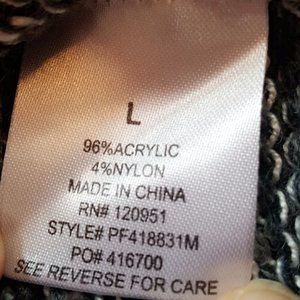 L
96%ACRYLIC
4%NYLON
MADE IN CHINA
RN# 120951
STYLE# PF418831M
PO# 416700
SEE REVERSE FOR CARE